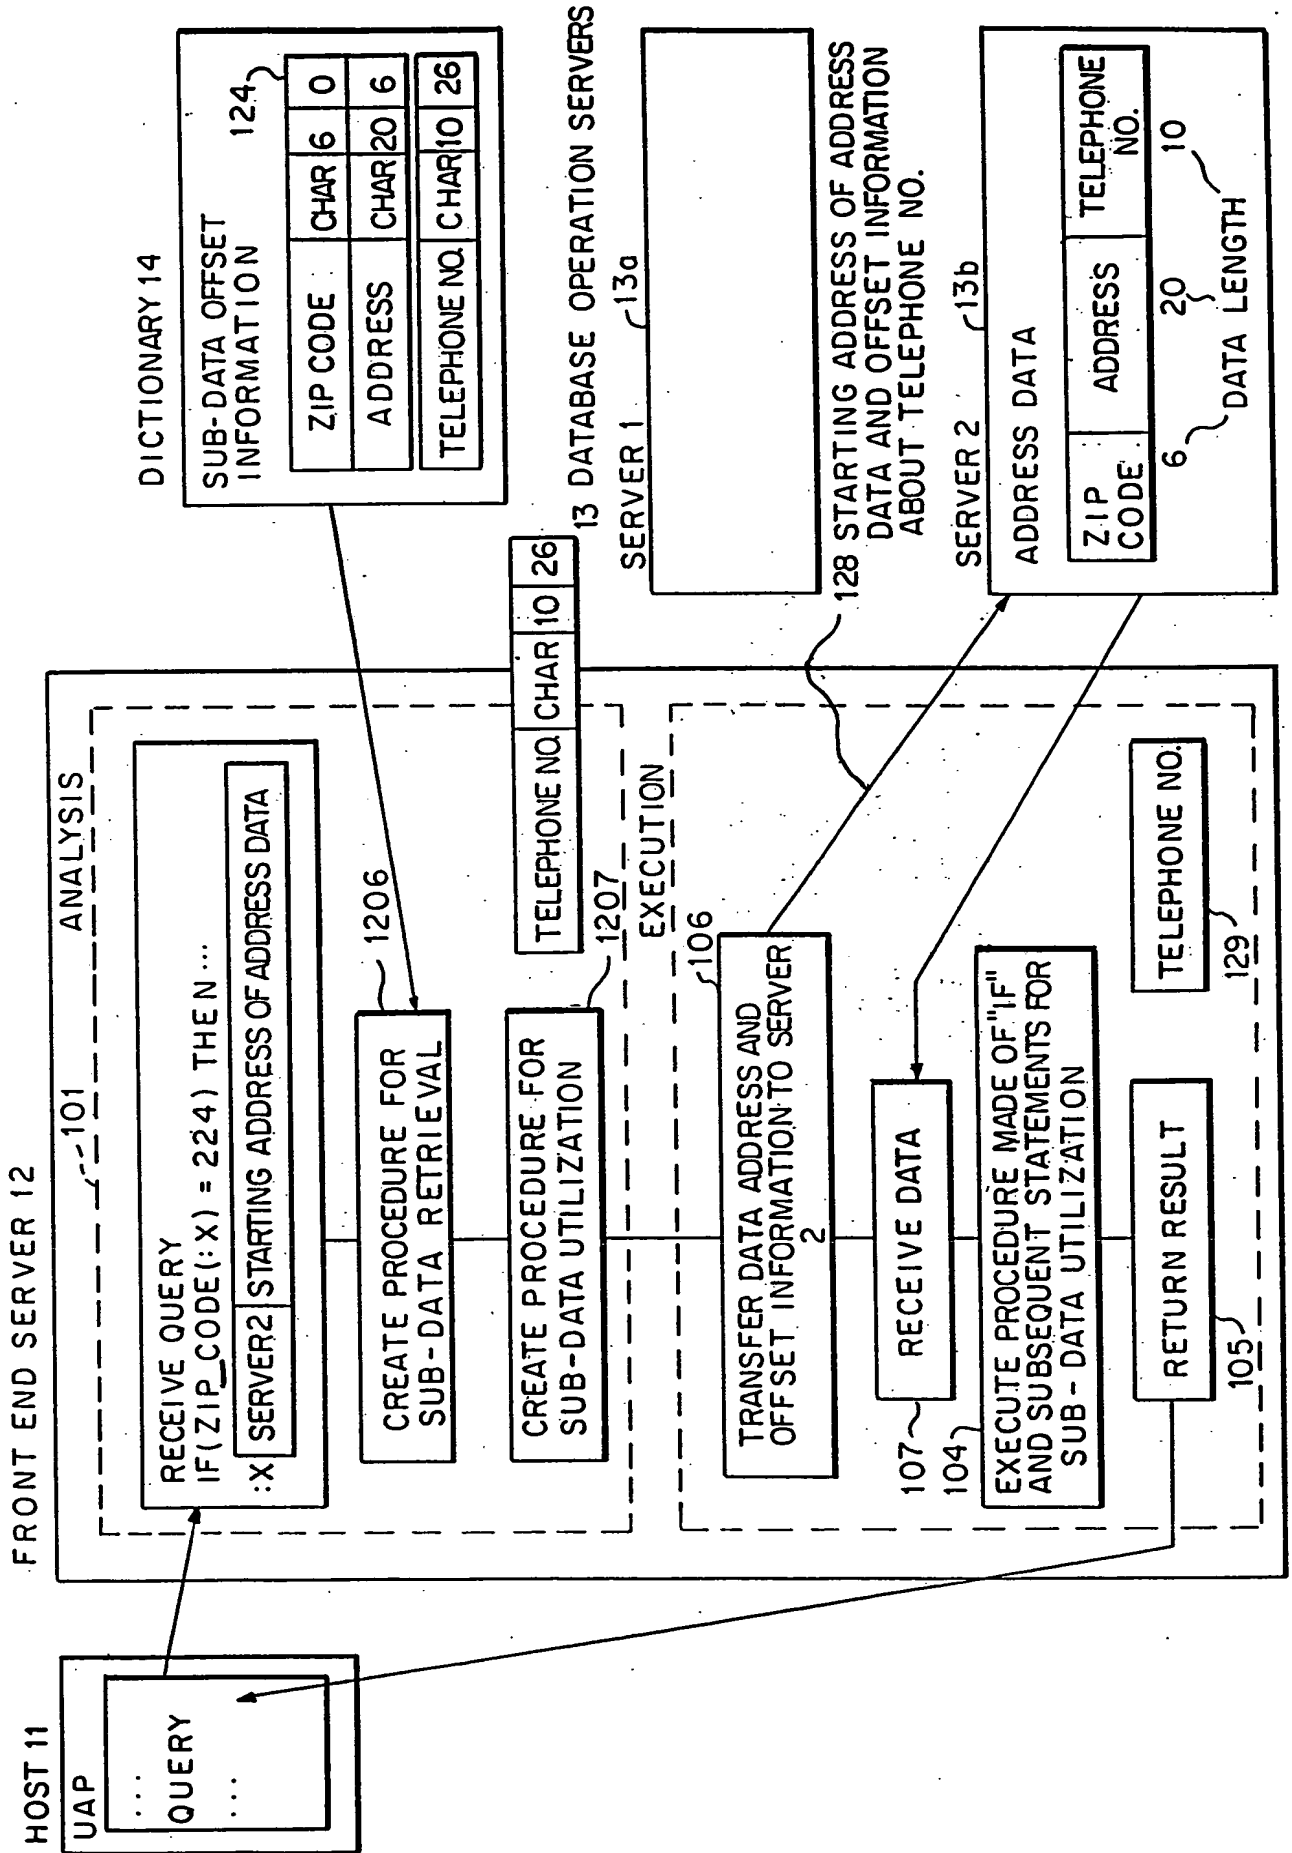 HOST 11
UAP
...
QUERY
...
FRONT END SERVER 12
101
ANALYSIS
RECEIVE QUERY
IF(ZIP_CODE(:X) = 224) THEN ...
:X SERVER2 STARTING ADDRESS OF ADDRESS DATA
1206
CREATE PROCEDURE FOR
SUB-DATA RETRIEVAL
CREATE PROCEDURE FOR
SUB-DATA UTILIZATION
1207
TELEPHONE NO. CHAR 10 26
EXECUTION
106
TRANSFER DATA ADDRESS AND
OFFSET INFORMATION TO SERVER
2
RECEIVE DATA
107
104
EXECUTE PROCEDURE MADE OF "IF"
AND SUBSEQUENT STATEMENTS FOR
SUB-DATA UTILIZATION
RETURN RESULT
105
TELEPHONE NO.
129
DICTIONARY 14
SUB-DATA OFFSET
INFORMATION
124
ZIP CODE CHAR 6 0
ADDRESS CHAR 20 6
TELEPHONE NO. CHAR 10 26
13 DATABASE OPERATION SERVERS
SERVER 1 13a
128 STARTING ADDRESS OF ADDRESS
DATA AND OFFSET INFORMATION
ABOUT TELEPHONE NO.
SERVER 2 13b
ADDRESS DATA
ZIP
CODE
ADDRESS
TELEPHONE
NO.
6 20 10
DATA LENGTH